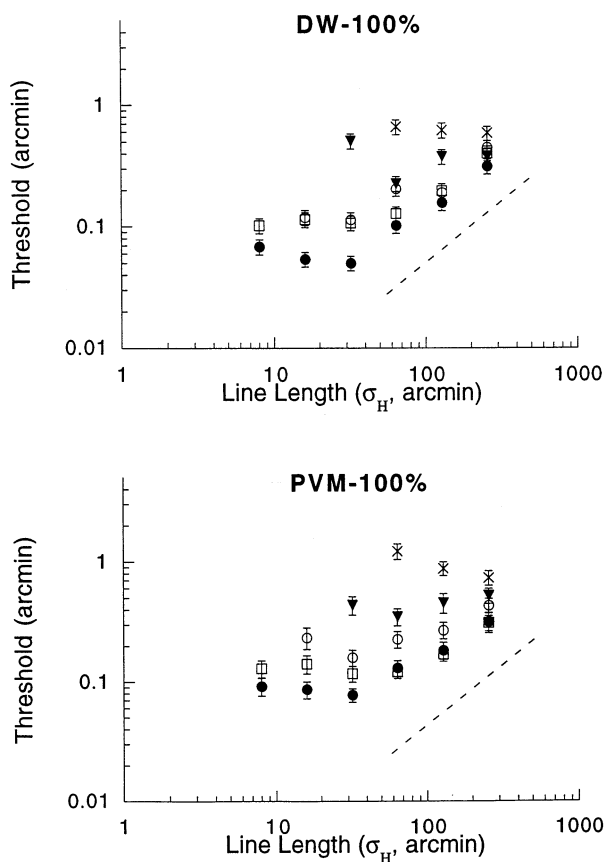 DW-100%
Threshold (arcmin)
1
0.1
0.01
1
10
100
1000
Line Length (σH, arcmin)
PVM-100%
Threshold (arcmin)
1
0.1
0.01
1
10
100
1000
Line Length (σH, arcmin)